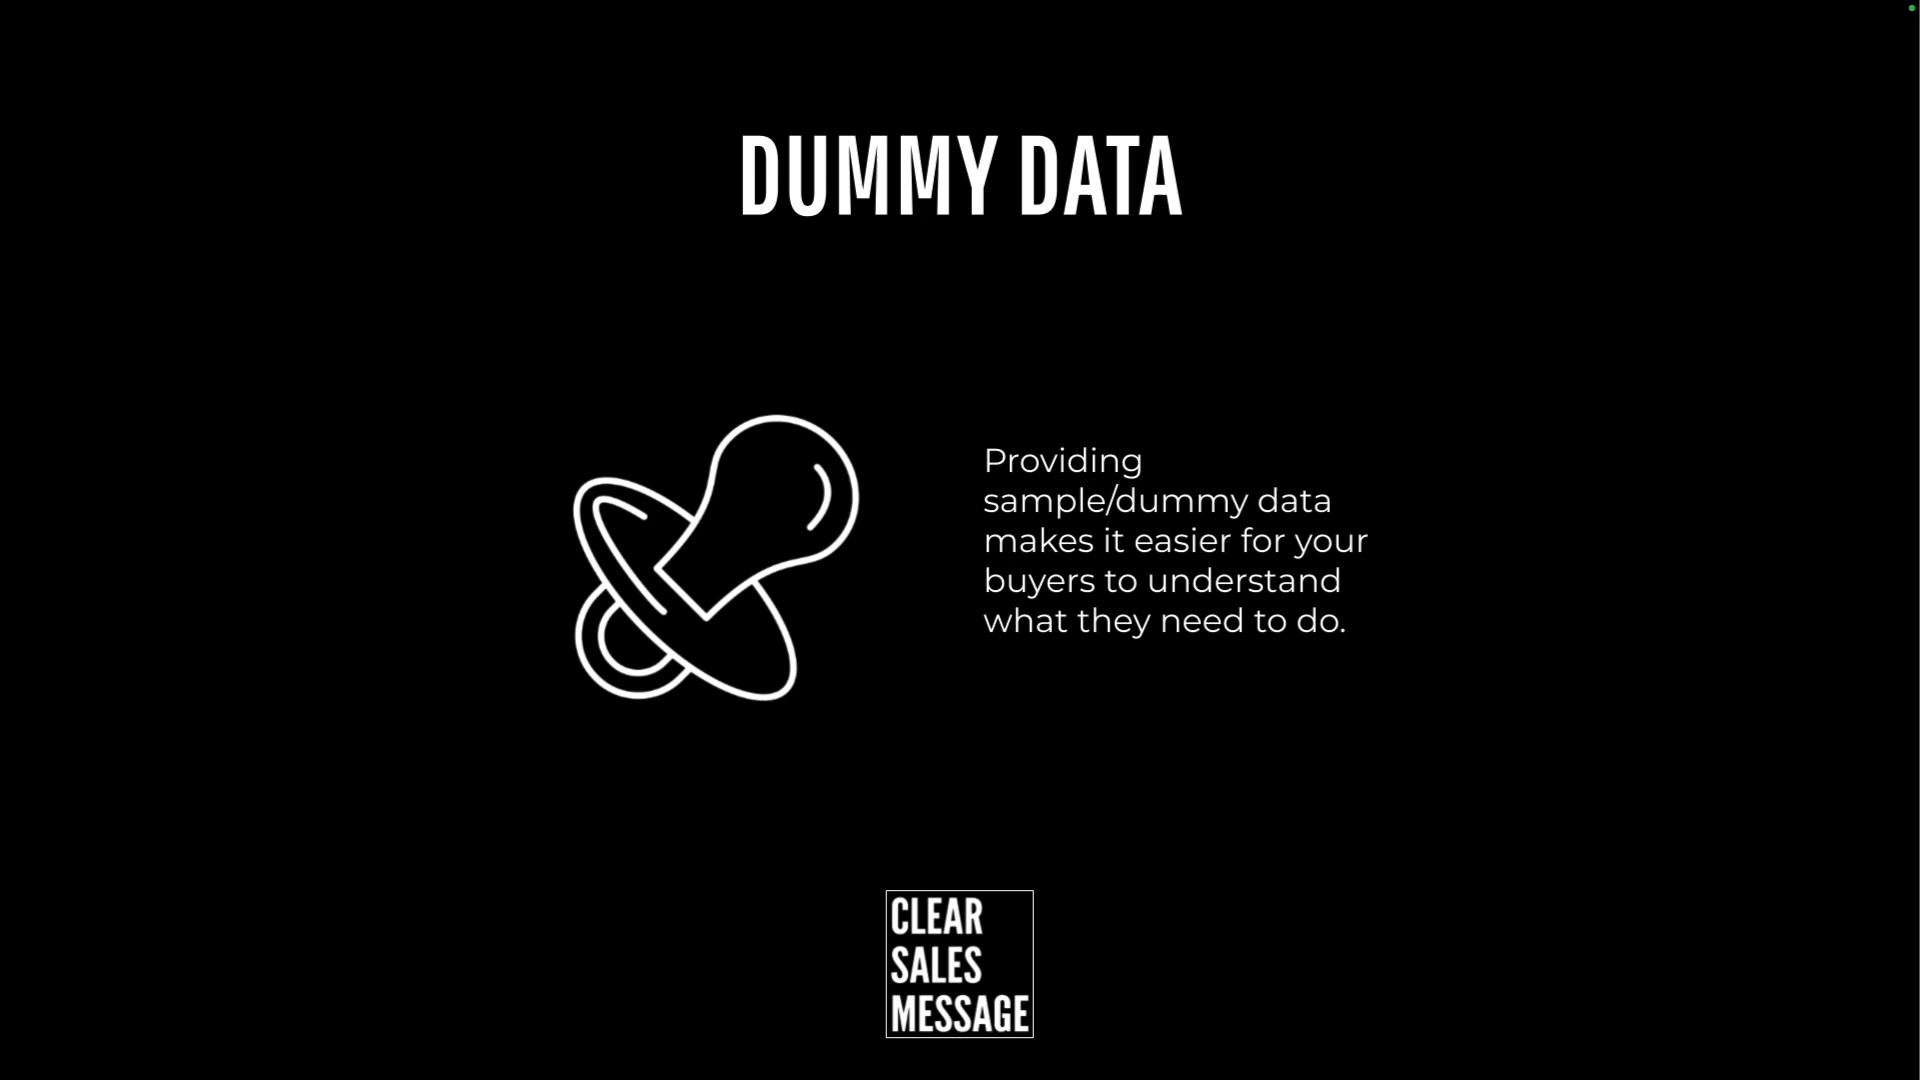 DUMMY DATA
Providing
sample/dummy data
makes it easier for your
buyers to understand
what they need to do.
CLEAR
SALES
MESSAGE